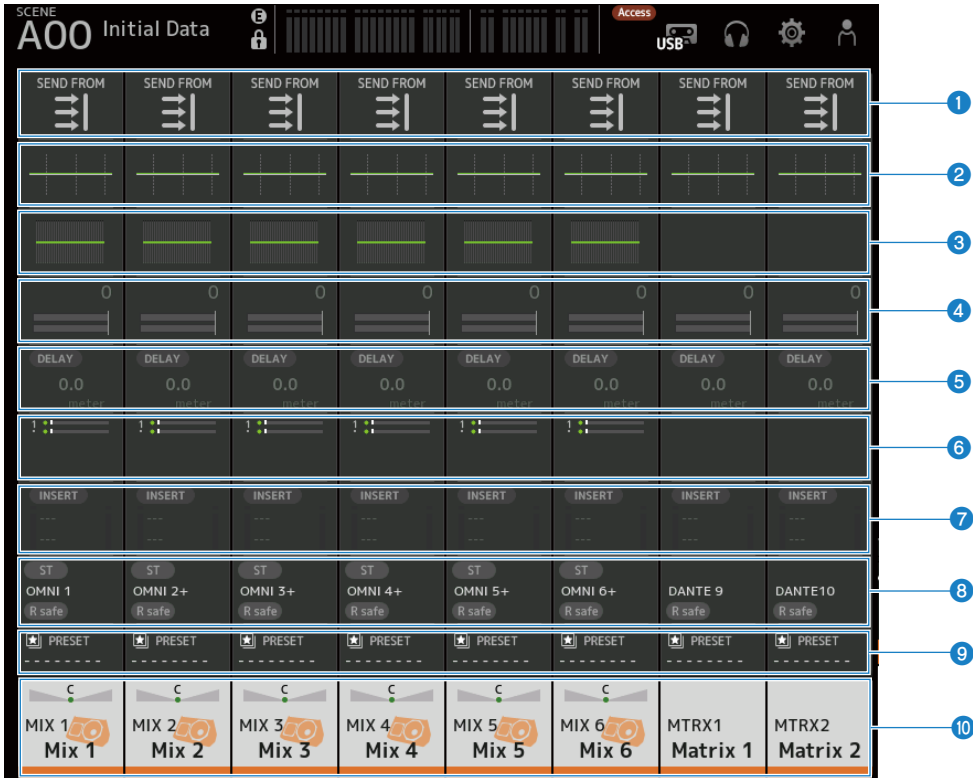 SCENE
A00 Initial Data
E
Access
USB
SEND FROM SEND FROM SEND FROM SEND FROM SEND FROM SEND FROM SEND FROM SEND FROM
1
2
3
0 0 0 0 0 0 0 0
4
DELAY DELAY DELAY DELAY DELAY DELAY DELAY DELAY
0.0 0.0 0.0 0.0 0.0 0.0 0.0 0.0
meter meter meter meter meter meter meter meter
5
1 1 1 1 1 1
6
INSERT INSERT INSERT INSERT INSERT INSERT INSERT INSERT
--- --- --- --- --- --- --- ---
--- --- --- --- --- --- --- ---
7
ST ST ST ST ST ST
OMNI 1 OMNI 2+ OMNI 3+ OMNI 4+ OMNI 5+ OMNI 6+ DANTE 9 DANTE10
R safe R safe R safe R safe R safe R safe R safe R safe
8
PRESET PRESET PRESET PRESET PRESET PRESET PRESET PRESET
-------- -------- -------- -------- -------- -------- -------- --------
9
C C C C C C
MIX 1 MIX 2 MIX 3 MIX 4 MIX 5 MIX 6 MTRX1 MTRX2
Mix 1 Mix 2 Mix 3 Mix 4 Mix 5 Mix 6 Matrix 1 Matrix 2
10